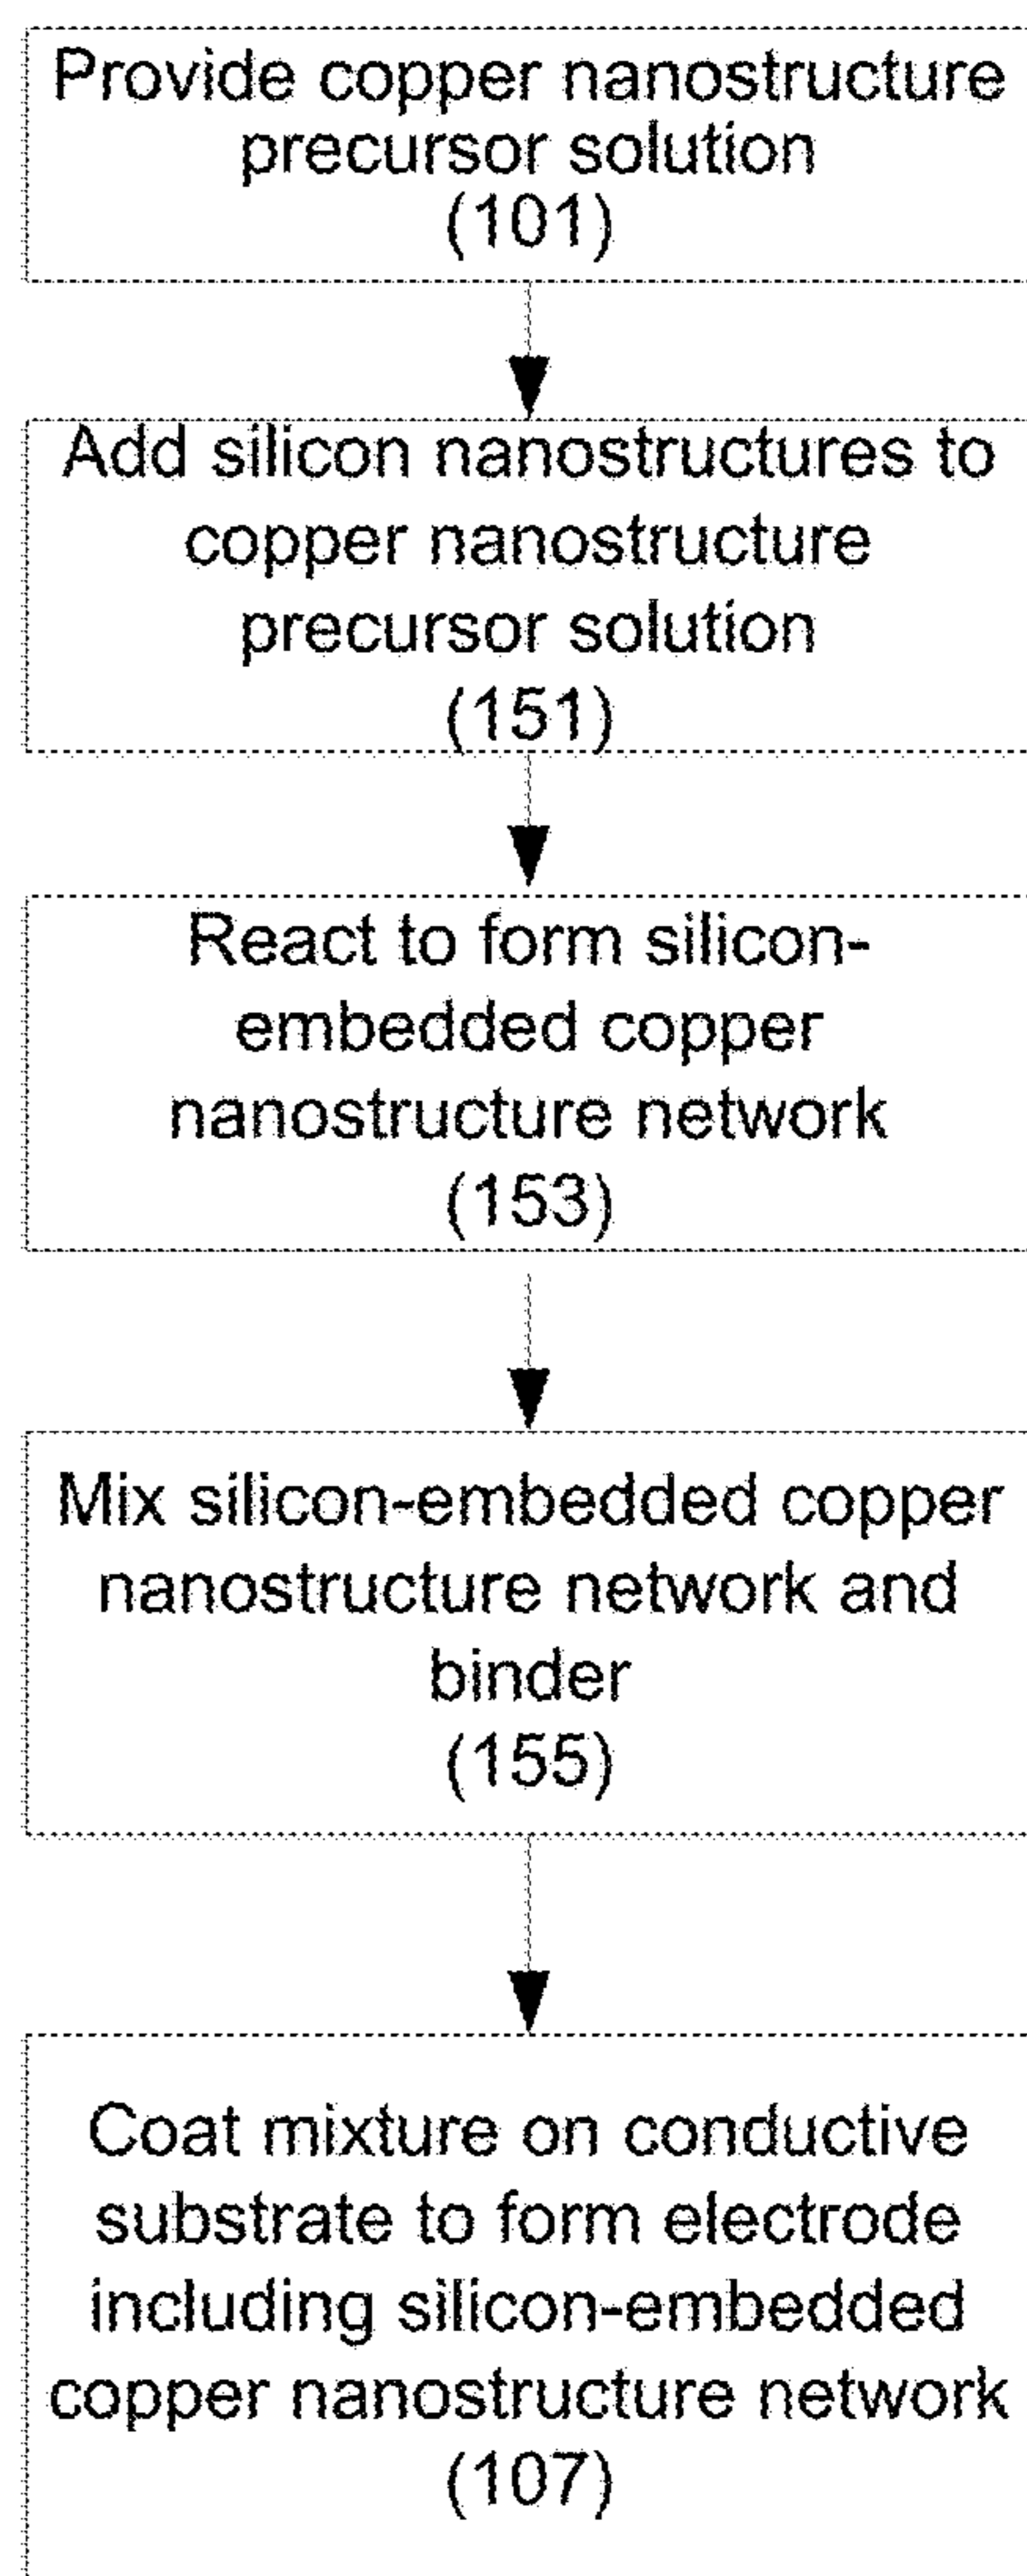 Provide copper nanostructure
precursor solution
(101)
Add silicon nanostructures to
copper nanostructure
precursor solution
(151)
React to form silicon-
embedded copper
nanostructure network
(153)
Mix silicon-embedded copper
nanostructure network and
binder
(155)
Coat mixture on conductive
substrate to form electrode
including silicon-embedded
copper nanostructure network
(107)